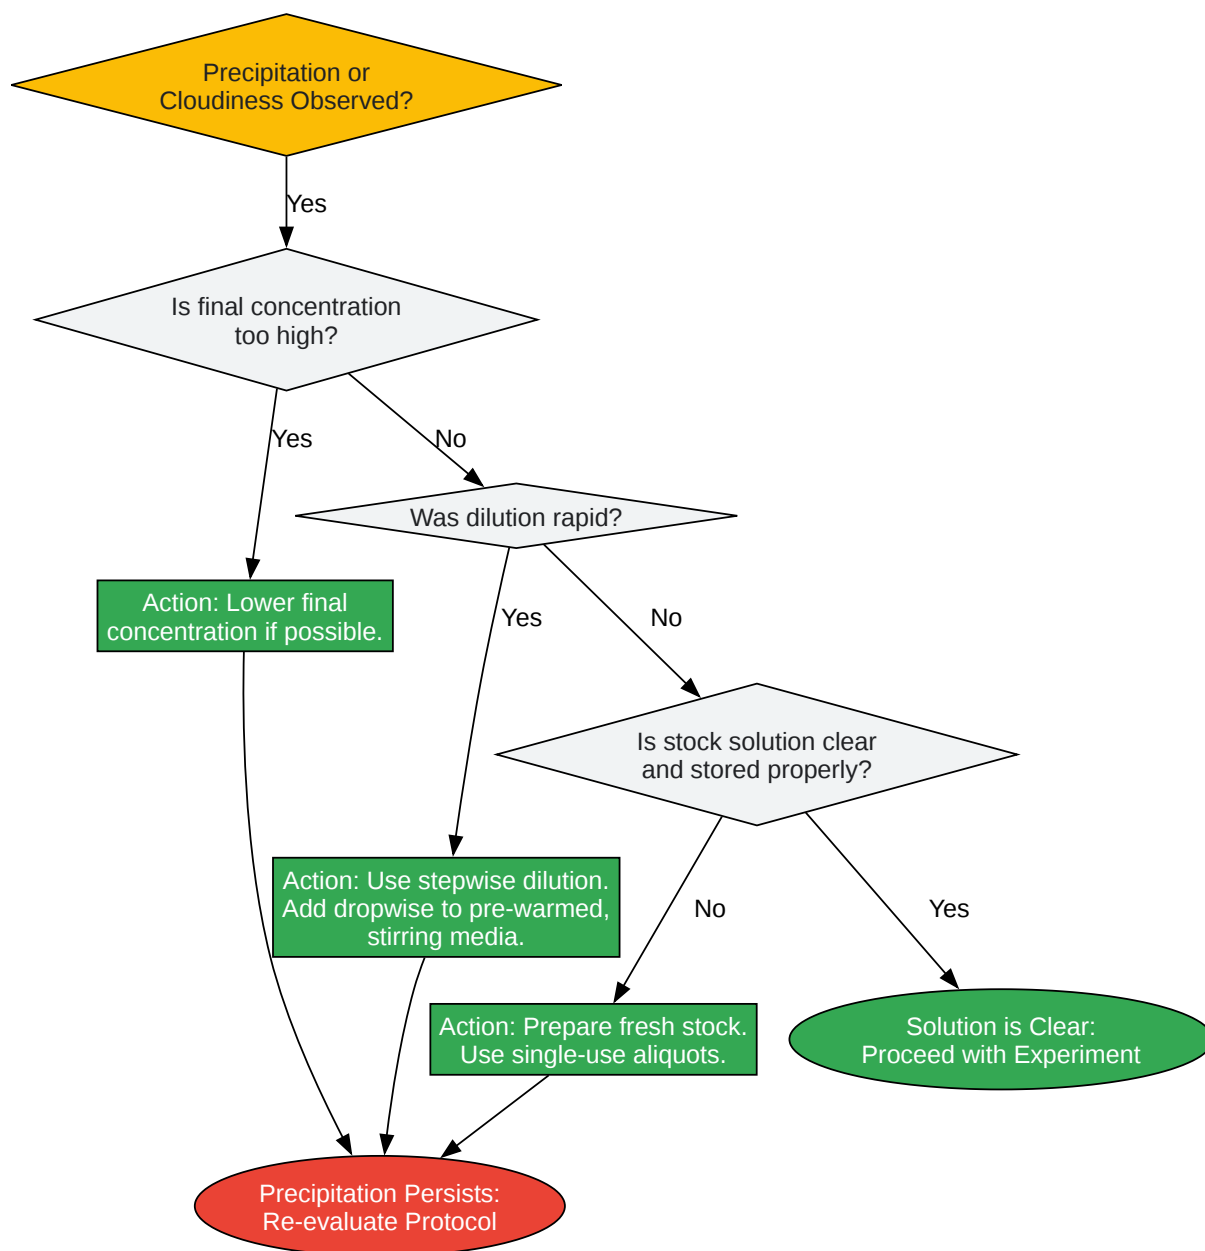 Precipitation or
Cloudiness Observed?
Yes
Is final concentration
too high?
Yes
No
Was dilution rapid?
Action: Lower final
concentration if possible.
Yes
No
Is stock solution clear
and stored properly?
Action: Use stepwise dilution.
Add dropwise to pre-warmed,
stirring media.
No
Yes
Action: Prepare fresh stock.
Use single-use aliquots.
Solution is Clear:
Proceed with Experiment
Precipitation Persists:
Re-evaluate Protocol